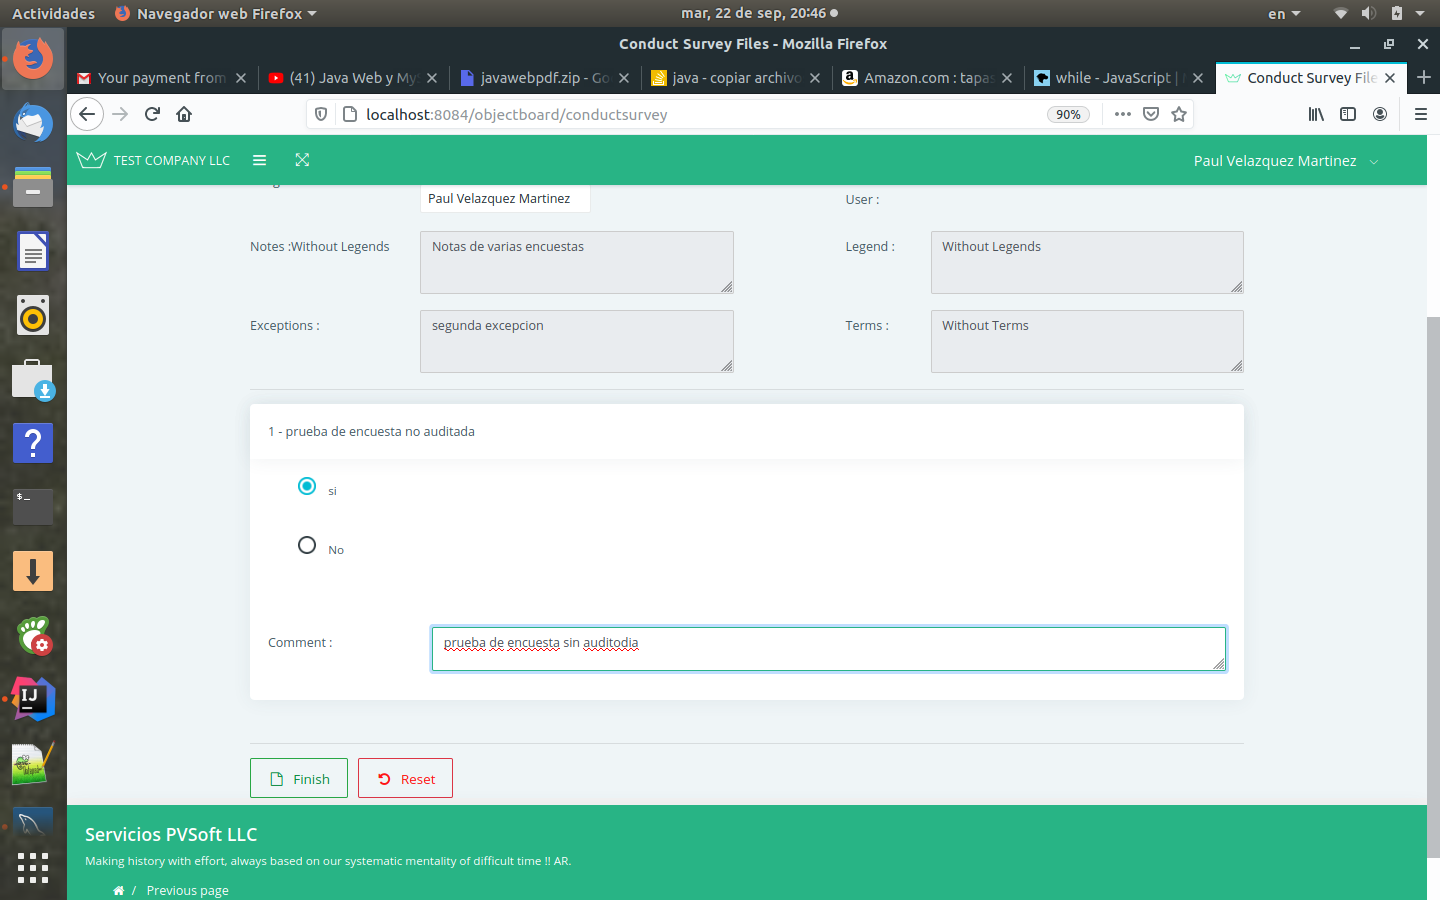 Actividades
Navegador web Firefox
mar, 22 de sep, 20:46
en
Conduct Survey Files - Mozilla Firefox
Your payment from
(41) Java Web y My
javawebpdf.zip - Go
java - copiar archivo
Amazon.com : tapas
while - JavaScript |
Conduct Survey File
localhost:8084/objectboard/conductsurvey
90%
TEST COMPANY LLC
Paul Velazquez Martinez
Paul Velazquez Martinez
User :
Notes :Without Legends
Notas de varias encuestas
Legend :
Without Legends
Exceptions :
segunda excepcion
Terms :
Without Terms
1 - prueba de encuesta no auditada
si
No
Comment :
prueba de encuesta sin auditodia
Finish
Reset
Servicios PVSoft LLC
Making history with effort, always based on our systematic mentality of difficult time !! AR.
/ Previous page